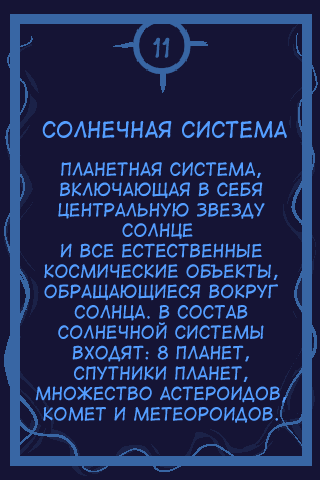 11
СОЛНЕЧНАЯ СИСТЕМА
ПЛАНЕТНАЯ СИСТЕМА,
ВКЛЮЧАЮЩАЯ В СЕБЯ
ЦЕНТРАЛЬНУЮ ЗВЕЗДУ
СОЛНЦЕ
И ВСЕ ЕСТЕСТВЕННЫЕ
КОСМИЧЕСКИЕ ОБЪЕКТЫ,
ОБРАЩАЮЩИЕСЯ ВОКРУГ
СОЛНЦА. В СОСТАВ
СОЛНЕЧНОЙ СИСТЕМЫ
ВХОДЯТ: 8 ПЛАНЕТ,
СПУТНИКИ ПЛАНЕТ,
МНОЖЕСТВО АСТЕРОИДОВ,
КОМЕТ И МЕТЕОРОИДОВ.